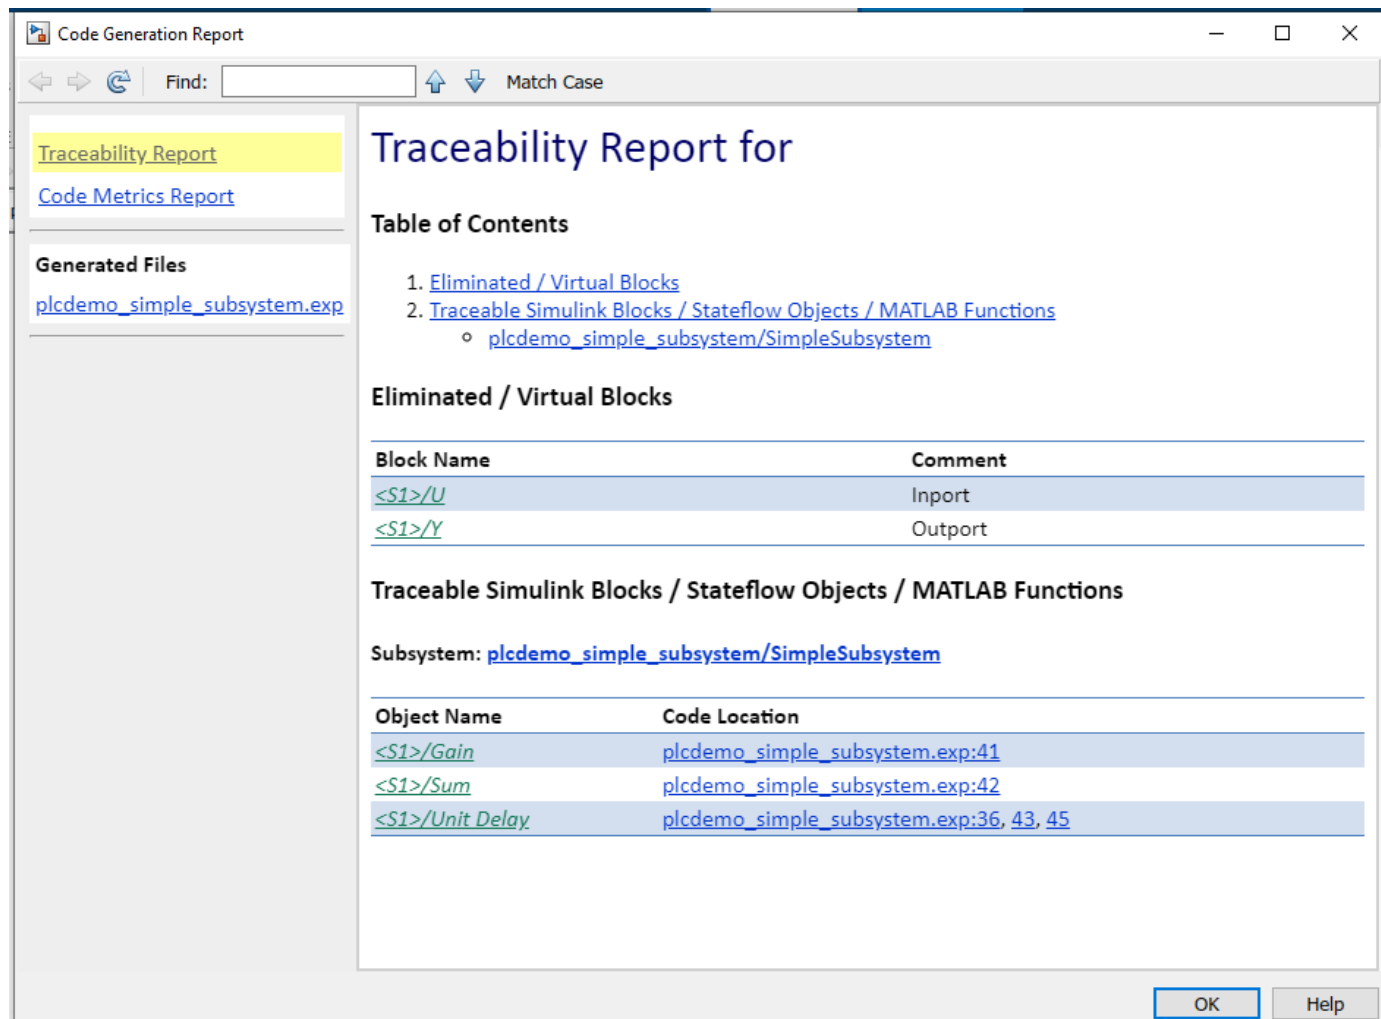 Code Generation Report
Find:
Match Case
Traceability Report
Code Metrics Report
Generated Files
plcdemo_simple_subsystem.exp
Traceability Report for
Table of Contents
1. Eliminated / Virtual Blocks
2. Traceable Simulink Blocks / Stateflow Objects / MATLAB Functions
plcdemo_simple_subsystem/SimpleSubsystem
Eliminated / Virtual Blocks
Block Name Comment
<S1>/U Inport
<S1>/Y Outport
Traceable Simulink Blocks / Stateflow Objects / MATLAB Functions
Subsystem: plcdemo_simple_subsystem/SimpleSubsystem
Object Name Code Location
<S1>/Gain plcdemo_simple_subsystem.exp:41
<S1>/Sum plcdemo_simple_subsystem.exp:42
<S1>/Unit Delay plcdemo_simple_subsystem.exp:36, 43, 45
OK Help